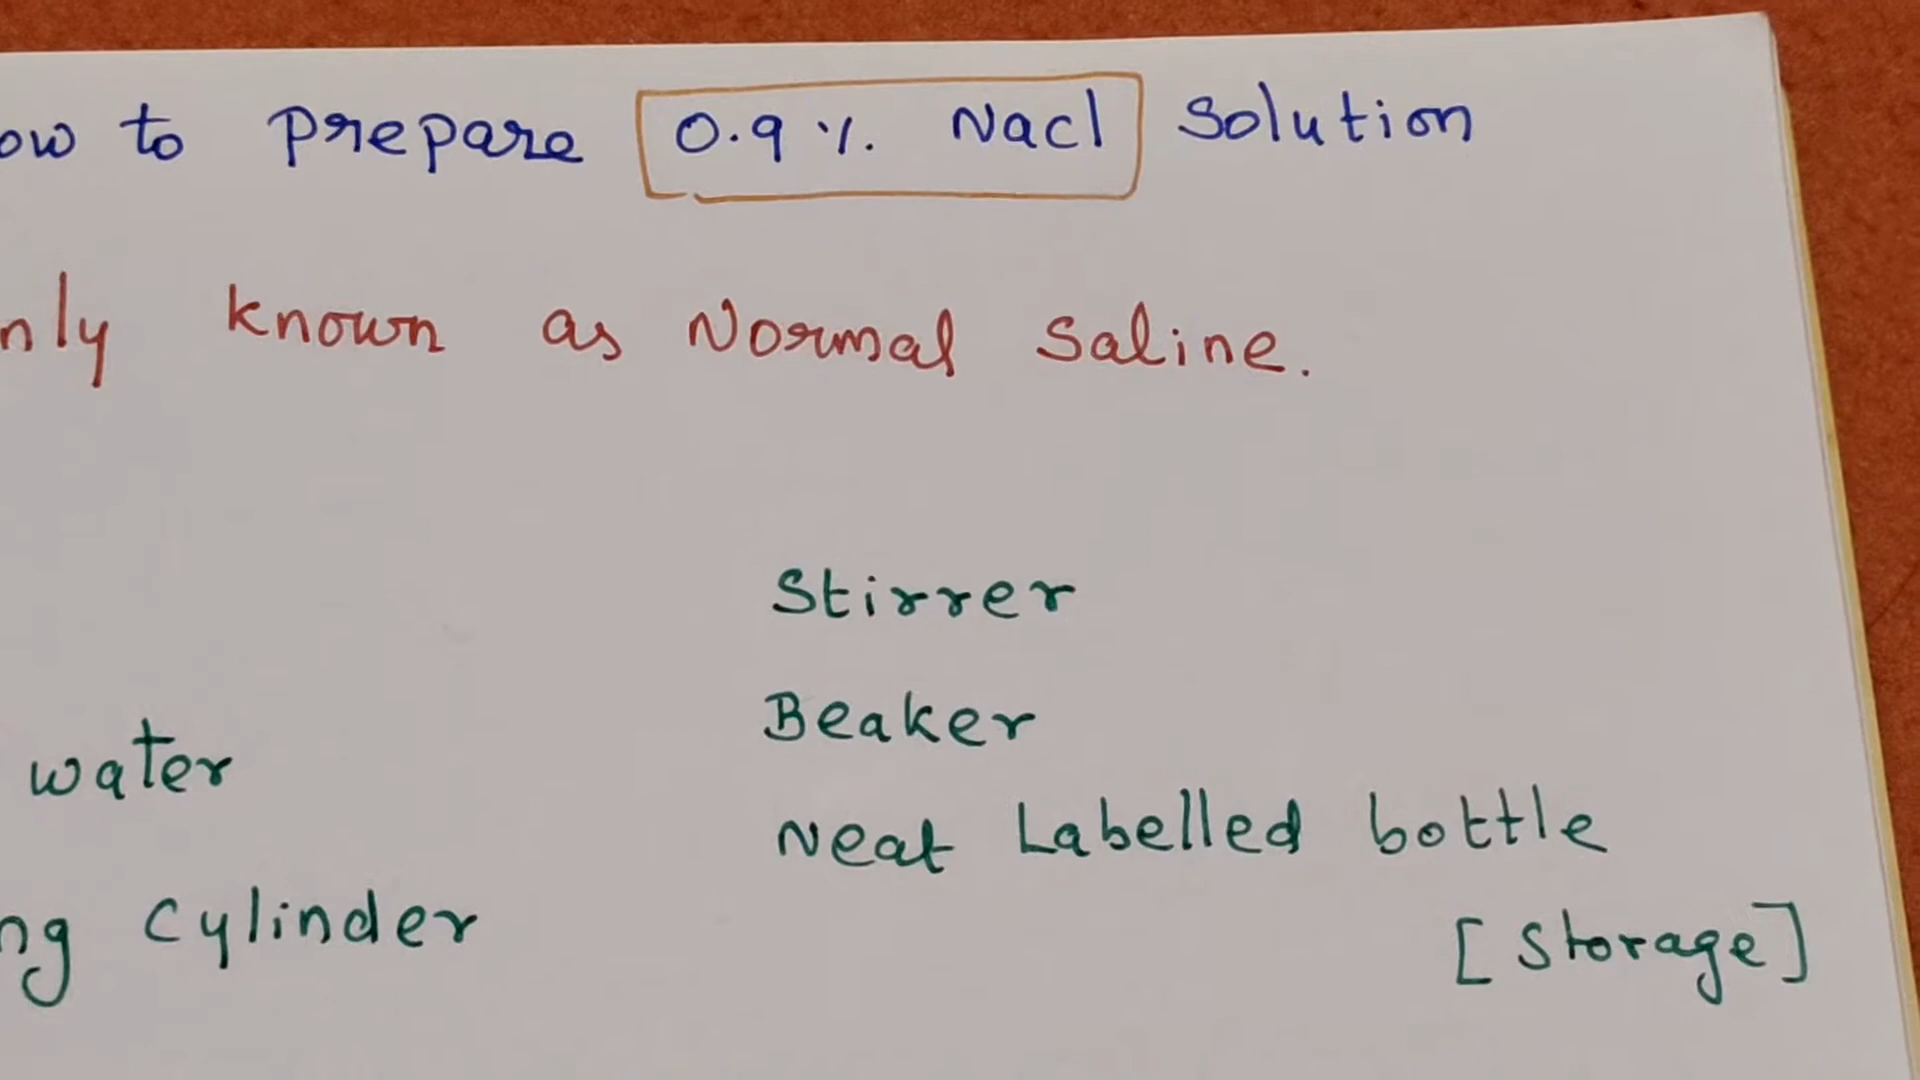 ow to prepare 0.9 %. Nacl Solution
nly known as Normal Saline.
Stirrer
Beaker
water
Neat Labelled bottle
ng Cylinder
[Storage]